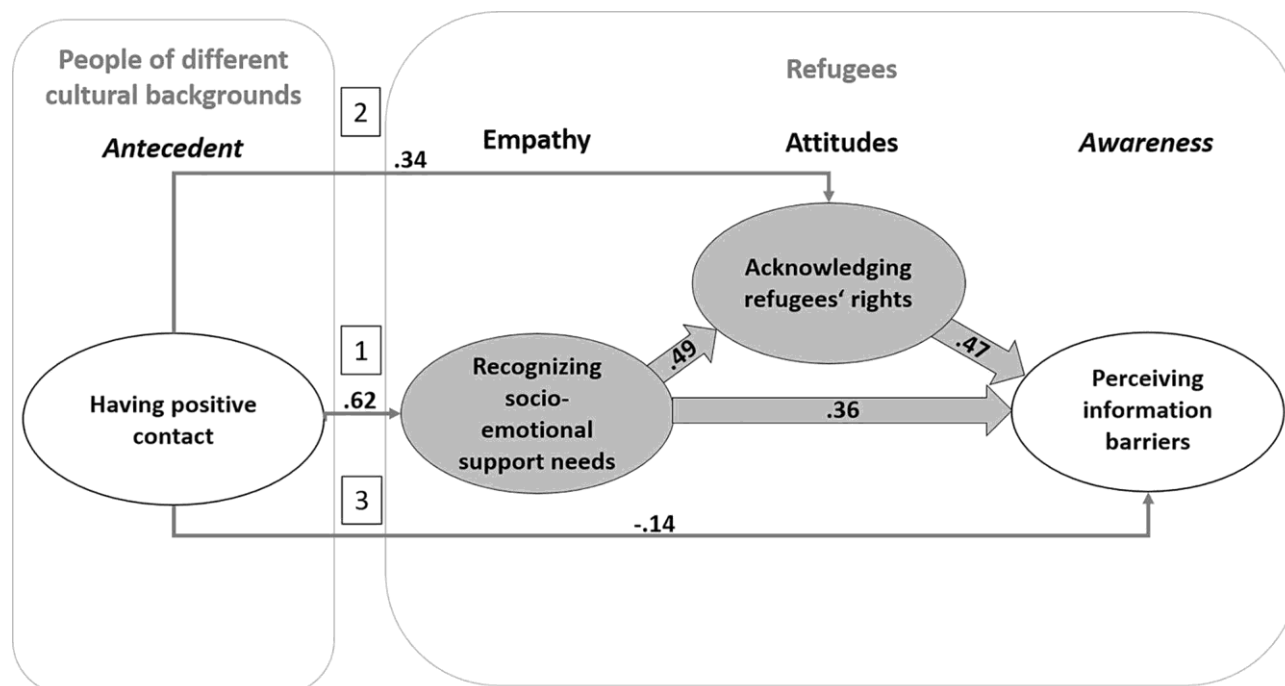 People of different
cultural backgrounds
Antecedent
2
Refugees
Empathy
Attitudes
Awareness
.34
Acknowledging
refugees‘ rights
1
.62
Having positive
contact
Recognizing
socio-
emotional
support needs
.49
.47
.36
Perceiving
information
barriers
3
-.14